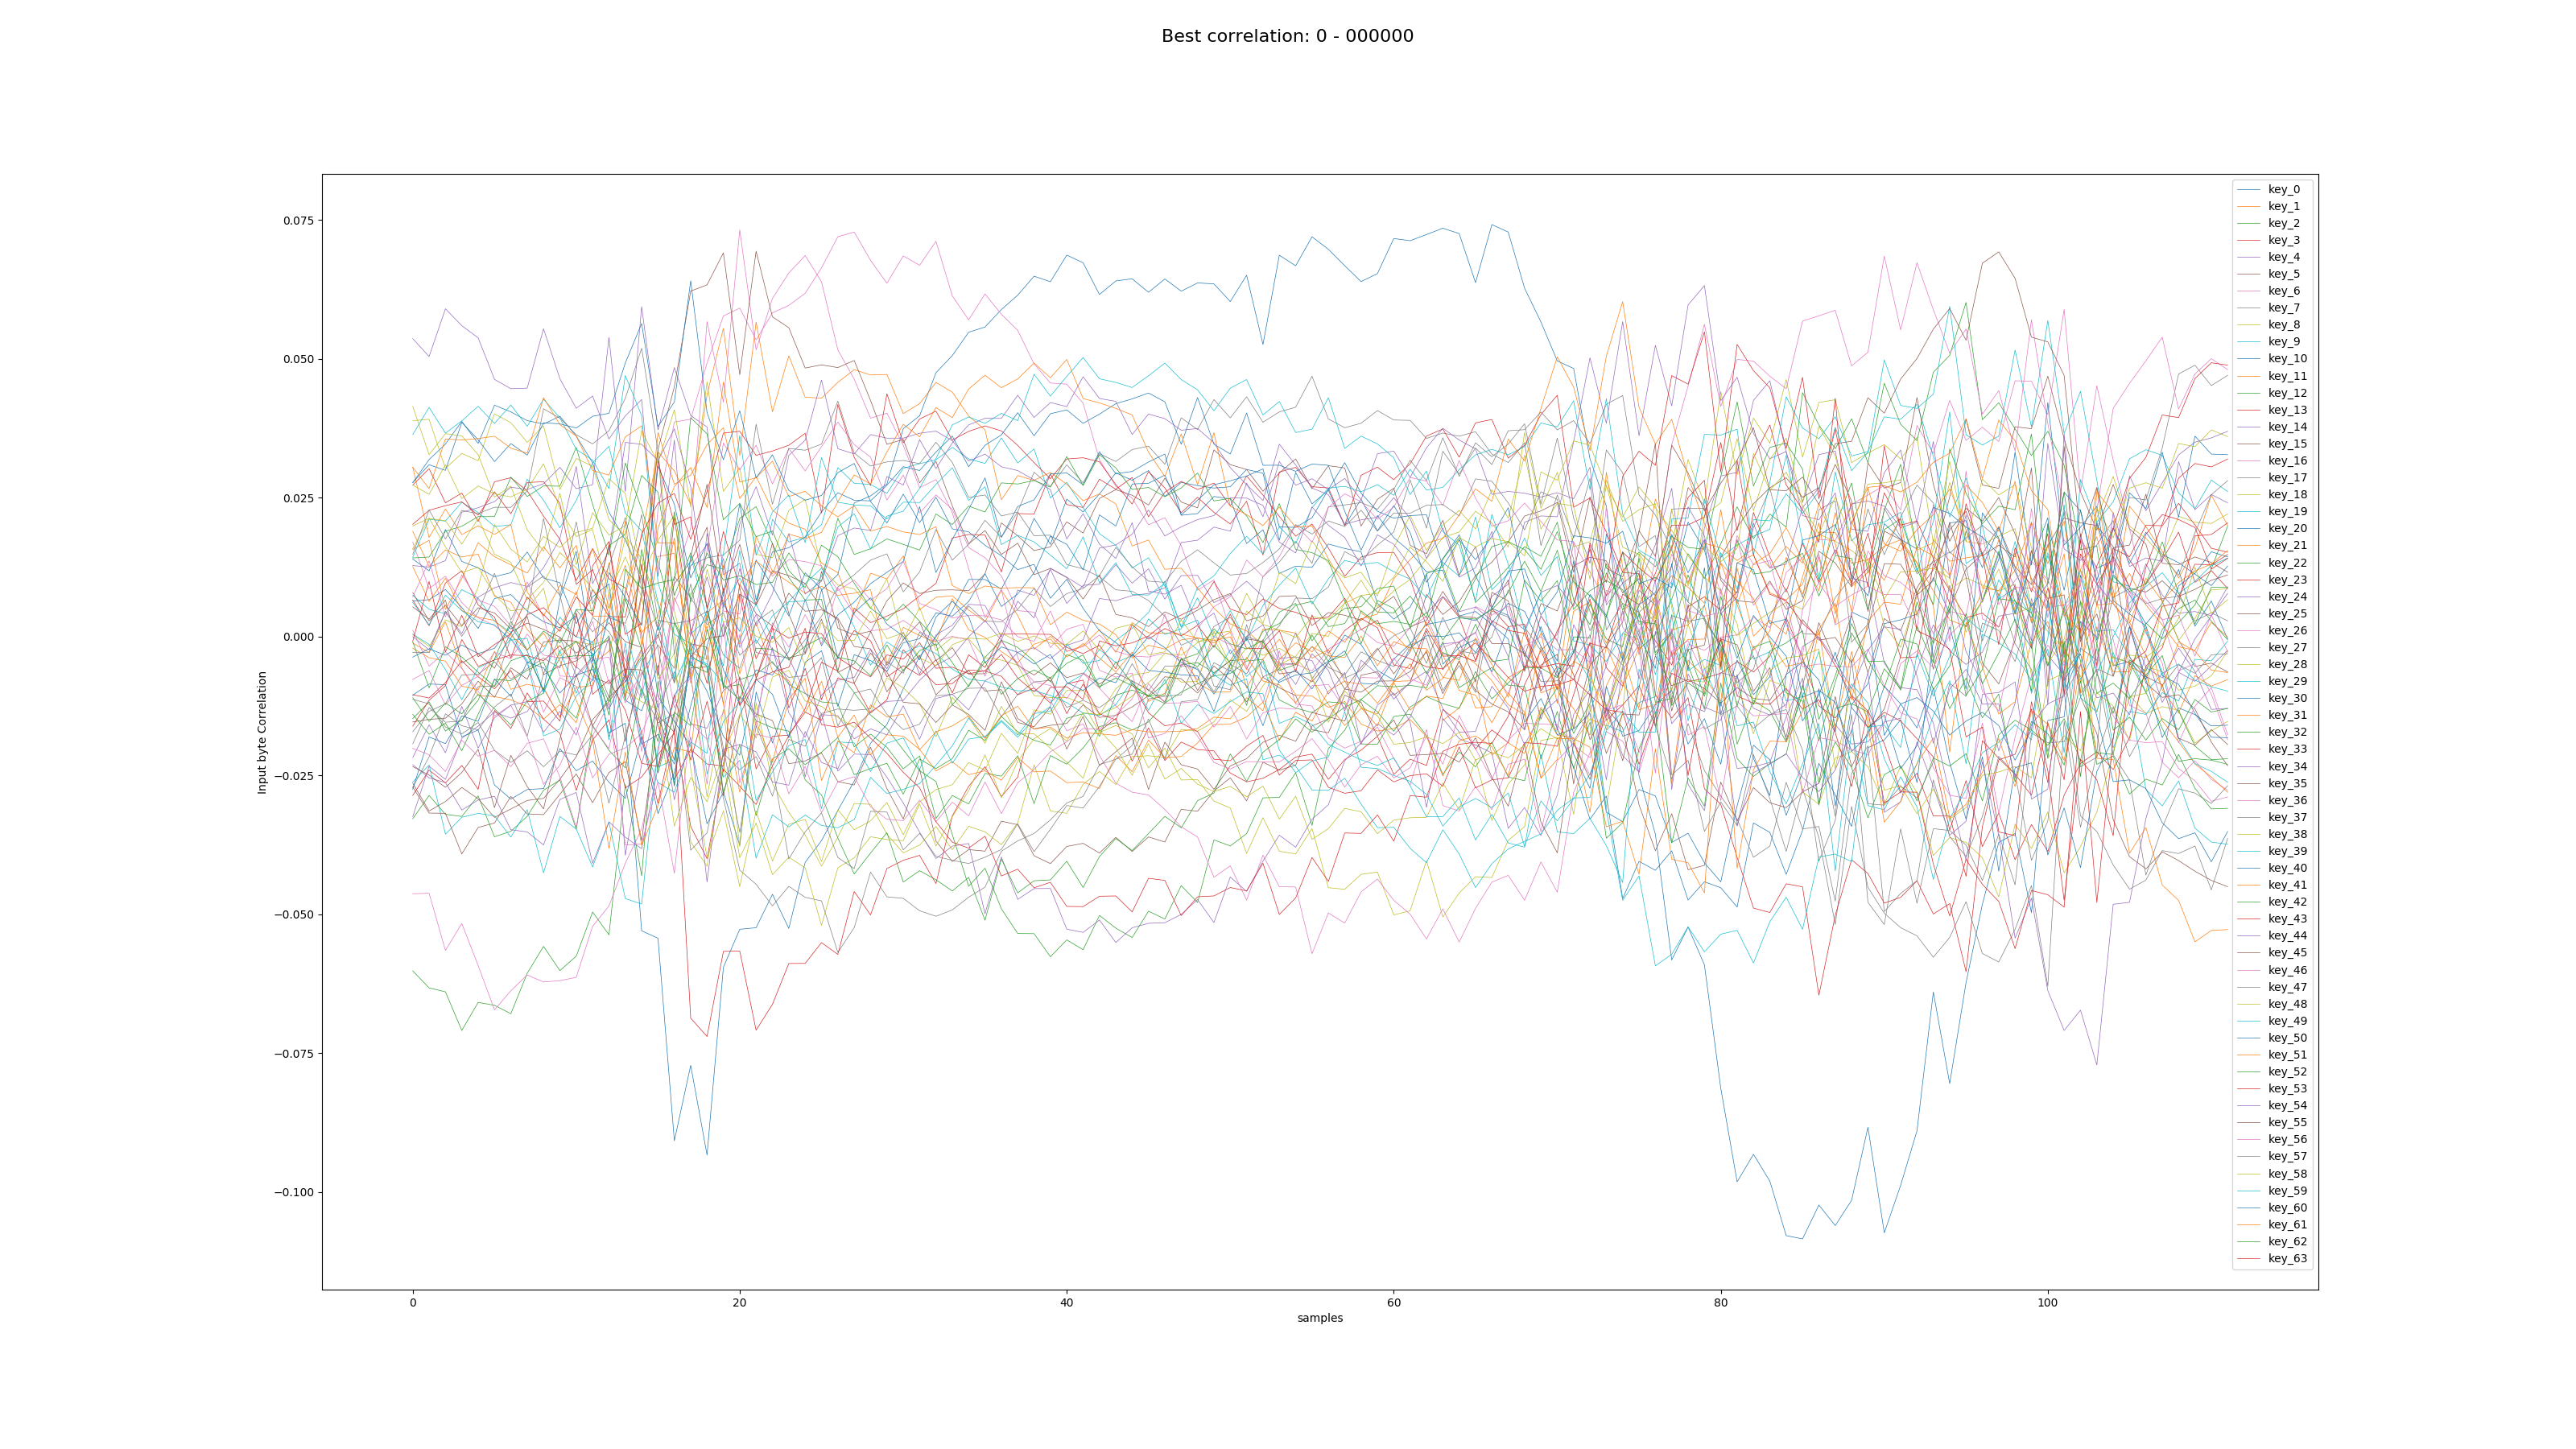 Best correlation: 0 - 000000
0.075
0.050
0.025
0.000
−0.025
−0.050
−0.075
−0.100
Input byte Correlation
0 20 40 60 80 100
samples
key_0
key_1
key_2
key_3
key_4
key_5
key_6
key_7
key_8
key_9
key_10
key_11
key_12
key_13
key_14
key_15
key_16
key_17
key_18
key_19
key_20
key_21
key_22
key_23
key_24
key_25
key_26
key_27
key_28
key_29
key_30
key_31
key_32
key_33
key_34
key_35
key_36
key_37
key_38
key_39
key_40
key_41
key_42
key_43
key_44
key_45
key_46
key_47
key_48
key_49
key_50
key_51
key_52
key_53
key_54
key_55
key_56
key_57
key_58
key_59
key_60
key_61
key_62
key_63